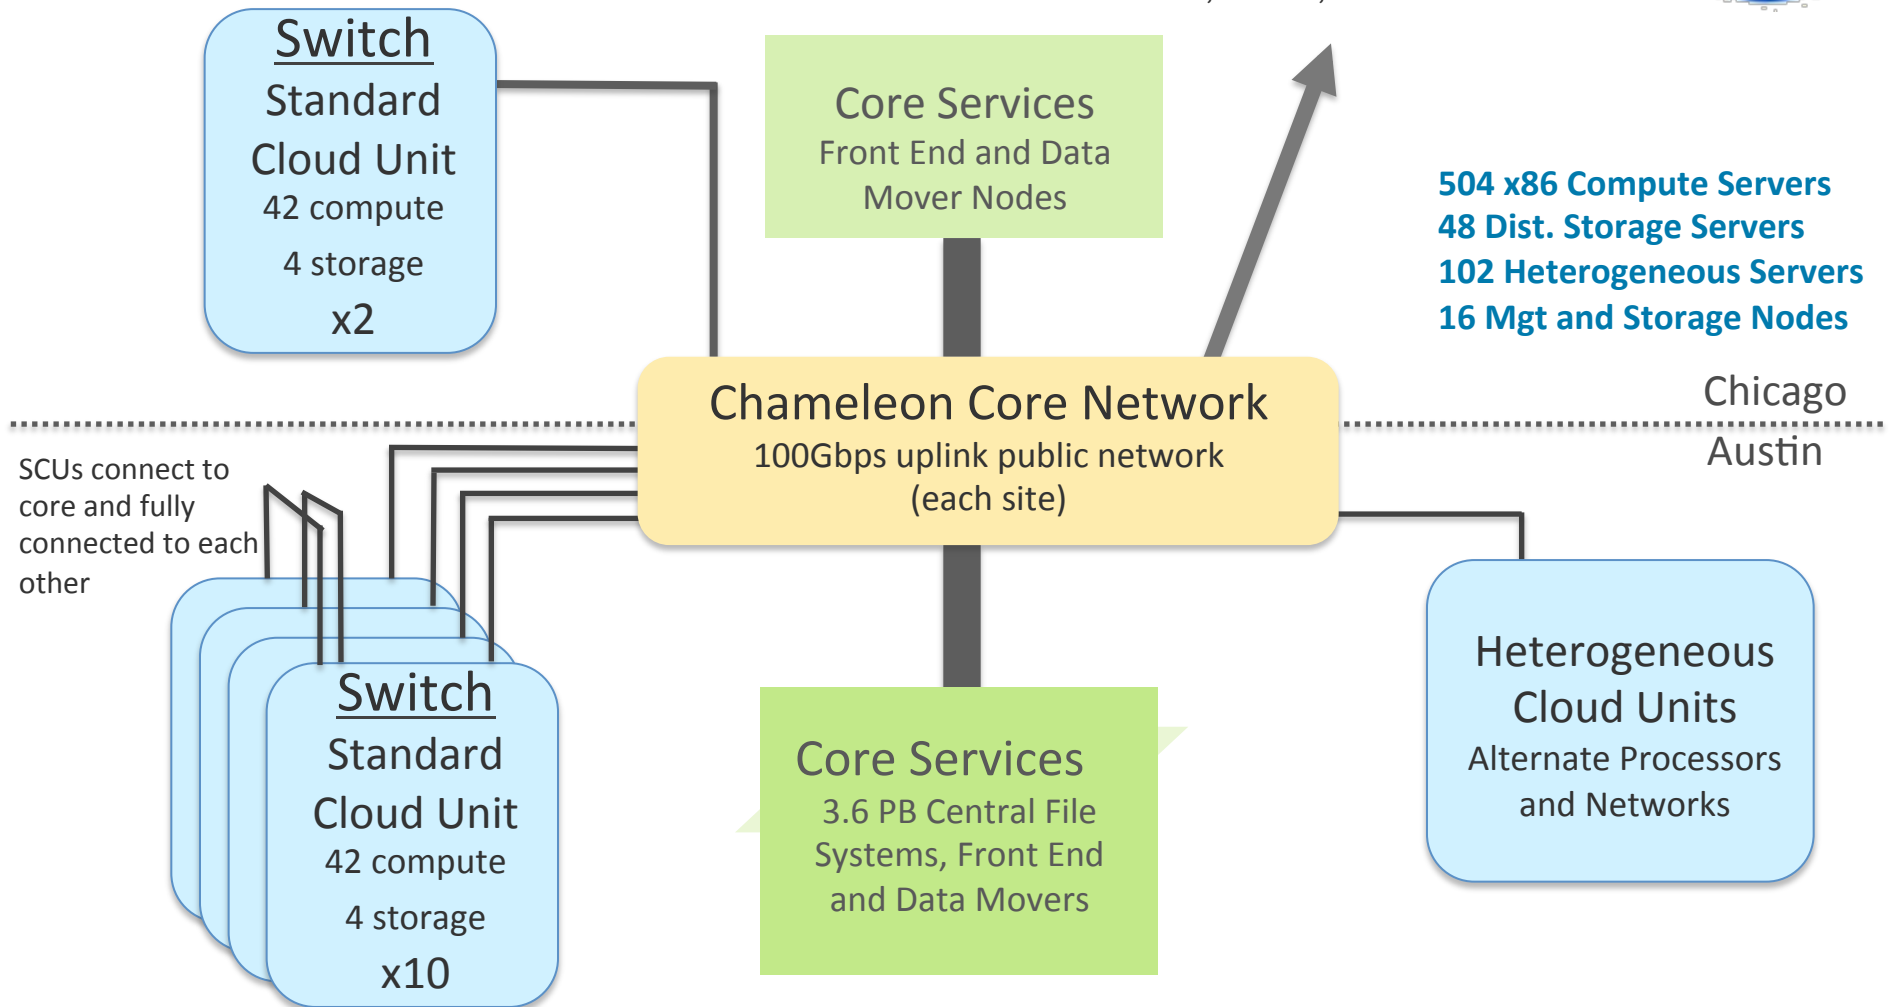 Switch
Standard
Cloud Unit
42 compute
4 storage
x2
Core Services
Front End and Data
Mover Nodes
504 x86 Compute Servers
48 Dist. Storage Servers
102 Heterogeneous Servers
16 Mgt and Storage Nodes
Chicago
Austin
Chameleon Core Network
100Gbps uplink public network
(each site)
SCUs connect to
core and fully
connected to each
other
Switch
Standard
Cloud Unit
42 compute
4 storage
x10
Core Services
3.6 PB Central File
Systems, Front End
and Data Movers
Heterogeneous
Cloud Units
Alternate Processors
and Networks